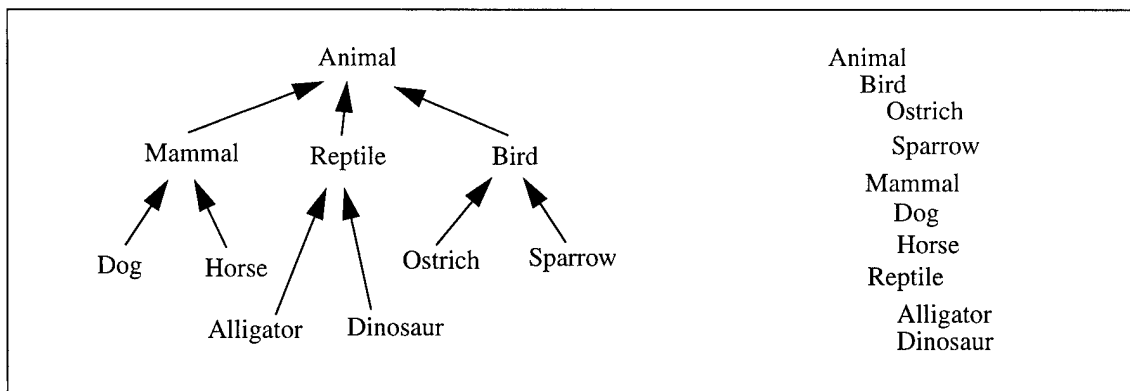 Animal
Mammal Reptile Bird
Dog Horse Ostrich Sparrow
Alligator Dinosaur
Animal
Bird
Ostrich
Sparrow
Mammal
Dog
Horse
Reptile
Alligator
Dinosaur